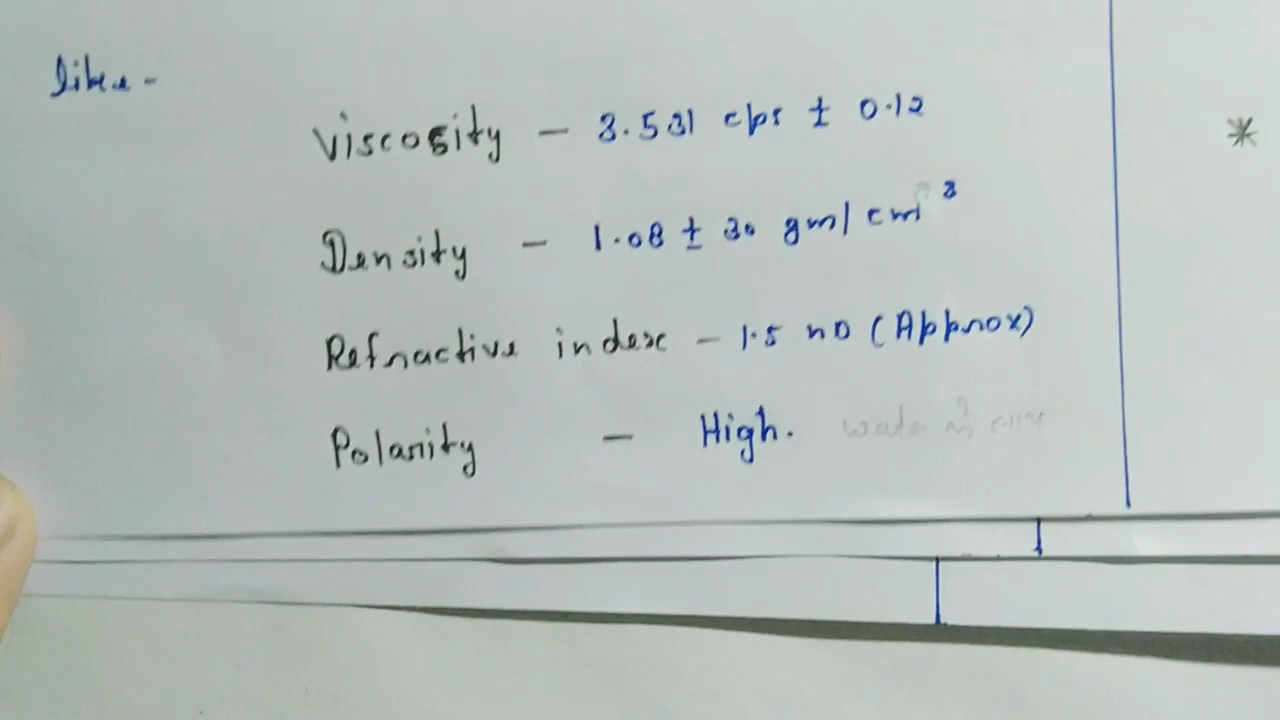 like -
Viscosity - 3.531 cps ± 0.12
Density - 1.08 ± 30 gm/cm³
Refractive index - 1.5 nD (Approx)
Polarity - High.
*